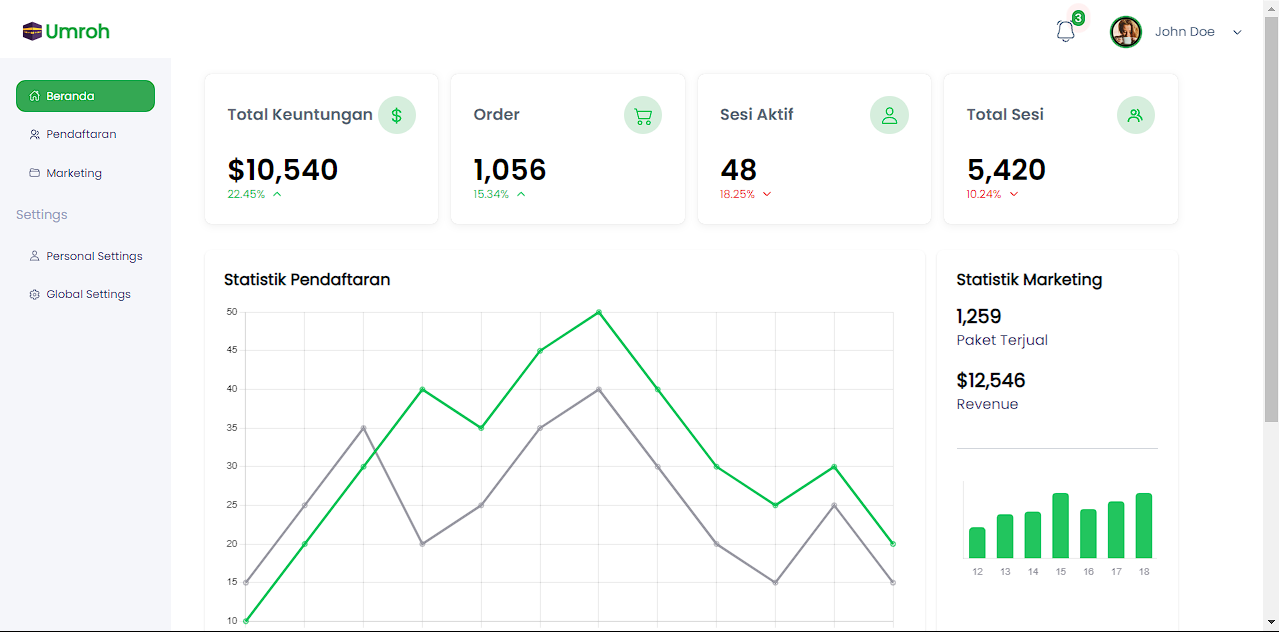 Umroh
3
John Doe
Beranda
Pendaftaran
Marketing
Settings
Personal Settings
Global Settings
Total Keuntungan
$
$10,540
22.45%
Order
1,056
15.34%
Sesi Aktif
48
18.25%
Total Sesi
5,420
10.24%
Statistik Pendaftaran
50
45
40
35
30
25
20
15
10
Statistik Marketing
1,259
Paket Terjual
$12,546
Revenue
12 13 14 15 16 17 18